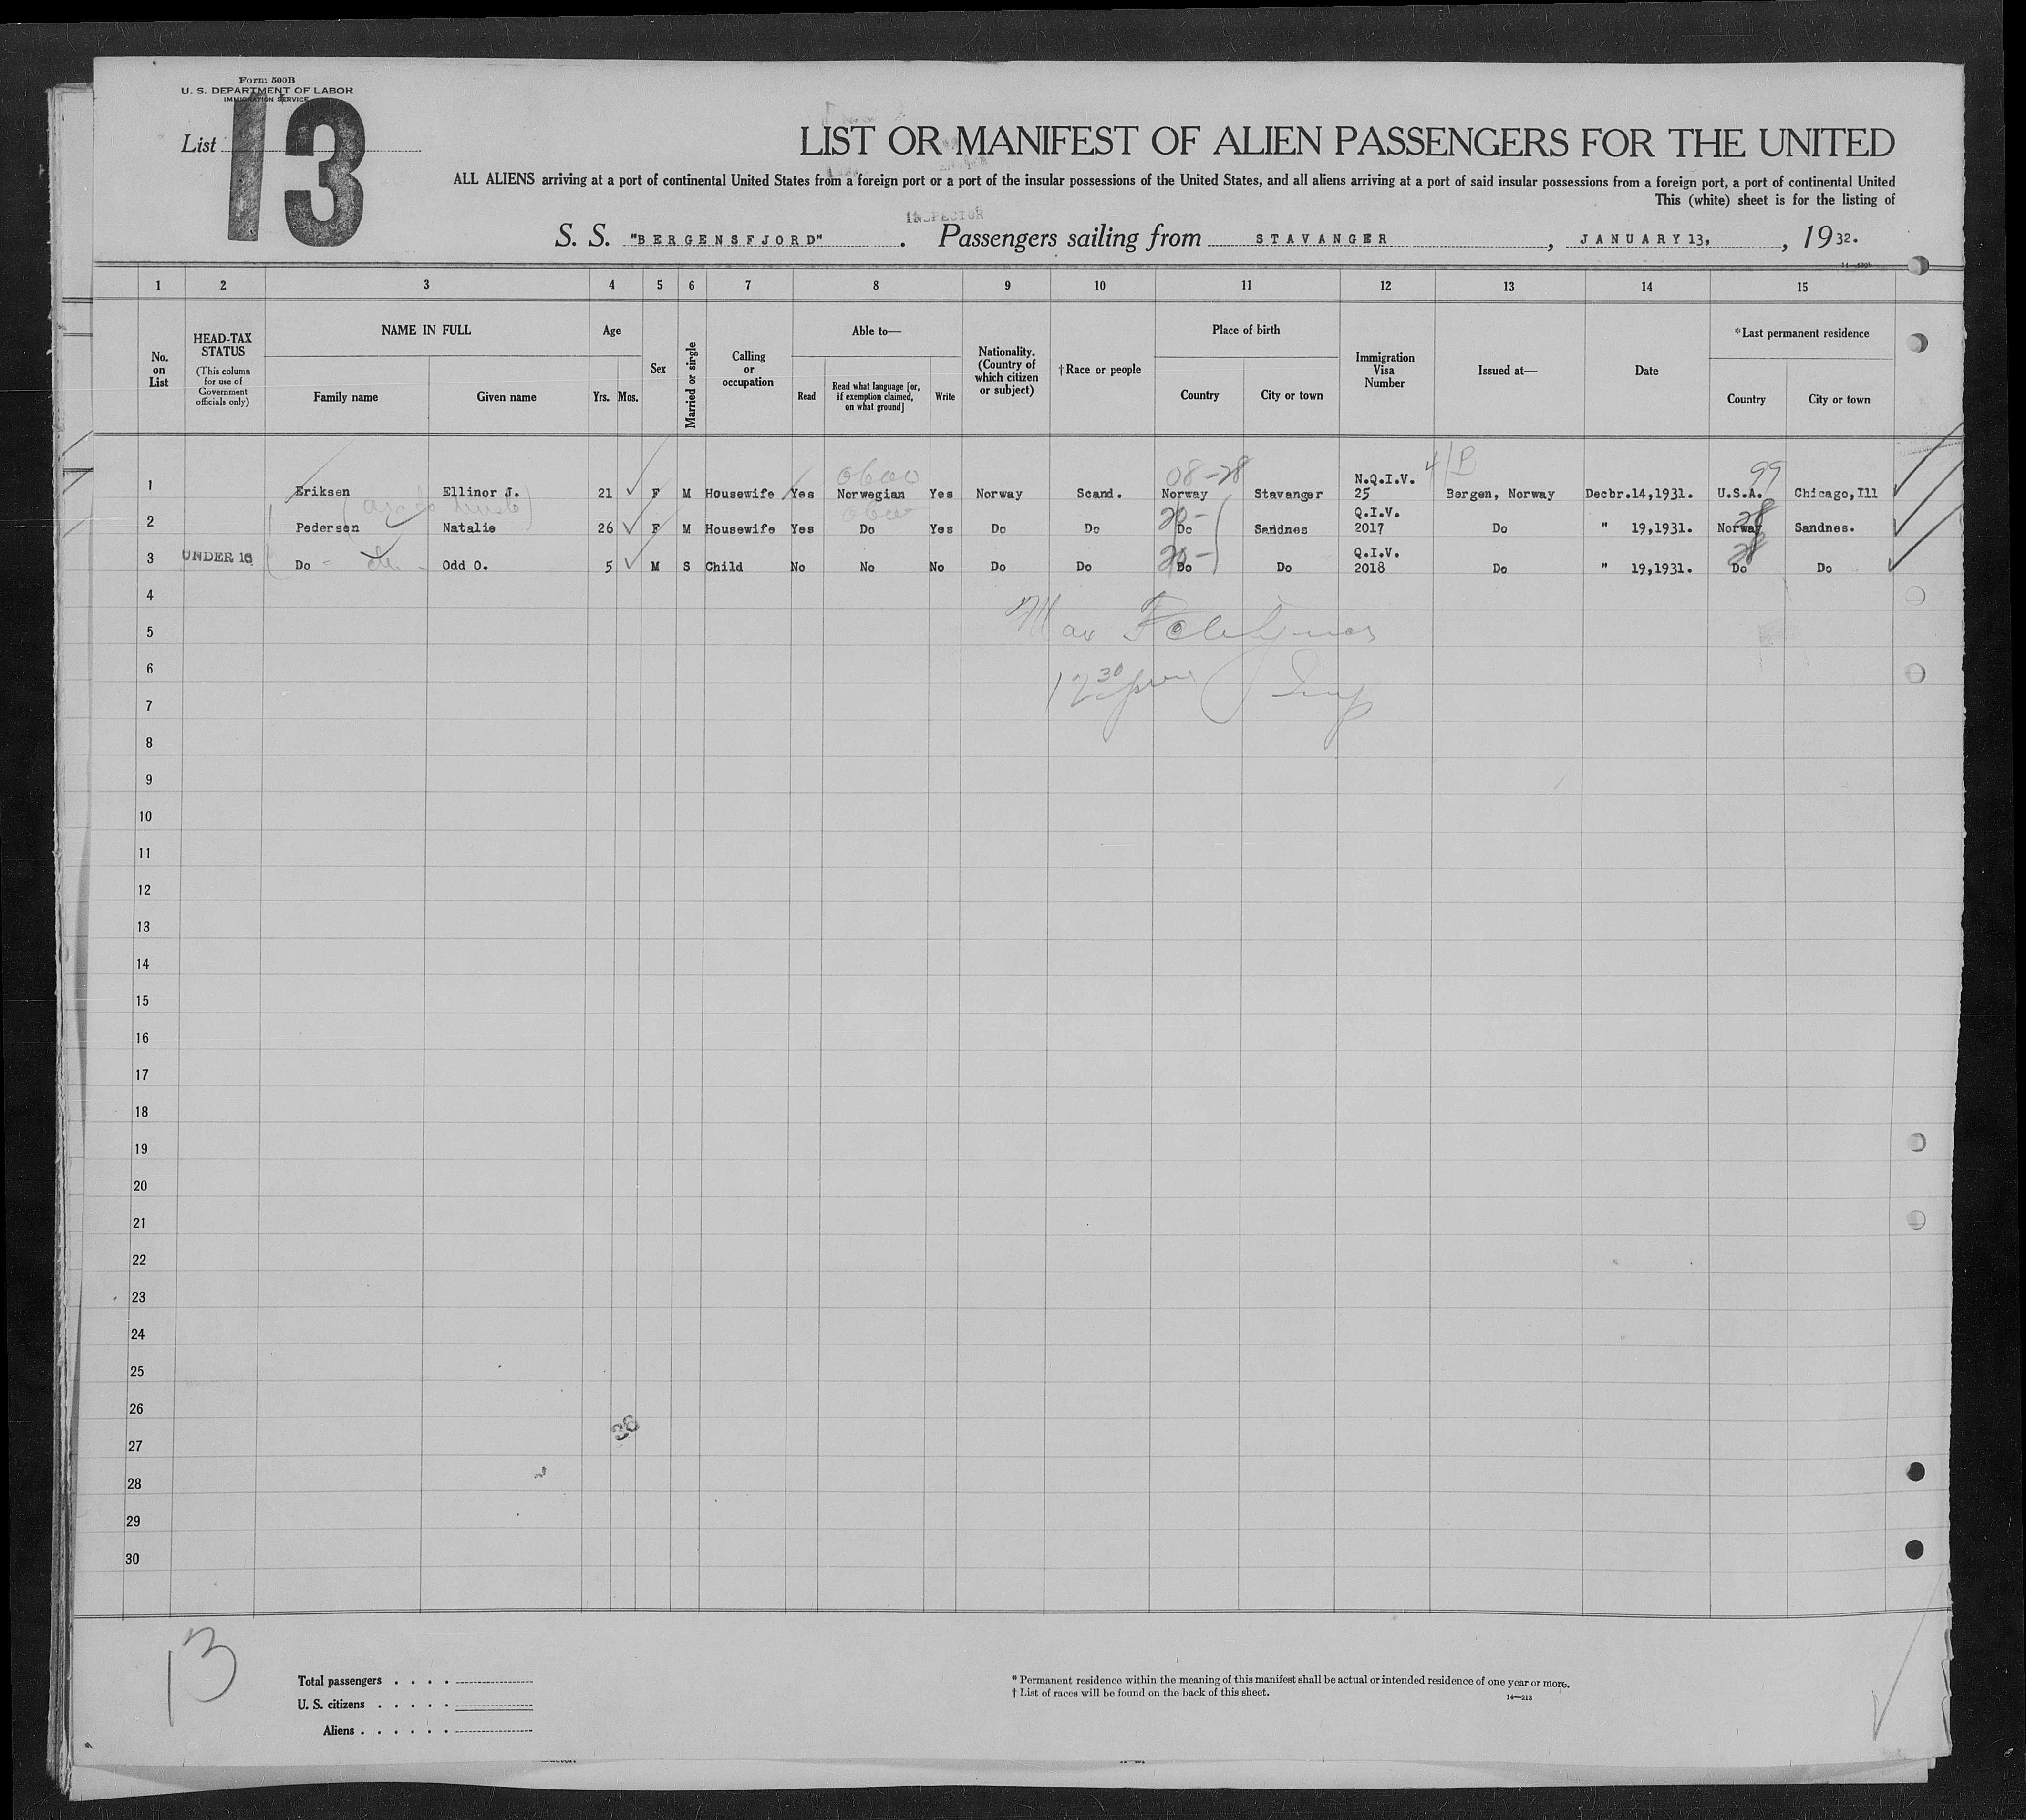 Form 500B
U. S. DEPARTMENT OF LABOR
IMMIGRATION SERVICE
List 13
LIST OR MANIFEST OF ALIEN PASSENGERS FOR THE UNITED
ALL ALIENS arriving at a port of continental United States from a foreign port or a port of the insular possessions of the United States, and all aliens arriving at a port of said insular possessions from a foreign port, a port of continental United
This (white) sheet is for the listing of
INSPECTOR
S. S. "BERGENSFJORD" . Passengers sailing from STAVANGER , JANUARY 13, , 19 32.
1 2 3 4 5 6 7 8 9 10 11 12 13 14 15
No. on List
HEAD-TAX STATUS (This column for use of Government officials only)
NAME IN FULL
Family name Given name
Age
Yrs. Mos.
Sex
Married or single
Calling or occupation
Able to—
Read
Read what language [or, if exemption claimed, on what ground]
Write
Nationality. (Country of which citizen or subject)
†Race or people
Place of birth
Country City or town
Immigration Visa Number
Issued at—
Date
*Last permanent residence
Country City or town
08-28 4/B 99
1 Eriksen Ellinor J. 21 F M Housewife Yes Norwegian Yes Norway Scand. Norway Stavanger N.Q.I.V. 25 Bergen, Norway Decbr.14,1931. U.S.A. Chicago,Ill
2 Pedersen Natalie 26 F M Housewife Yes Do Yes Do Do Do Sandnes Q.I.V. 2017 Do " 19,1931. Norway Sandnes.
3 UNDER 16 Do Odd O. 5 M S Child No No No Do Do Do Do Q.I.V. 2018 Do " 19,1931. Do Do
4
5 Max
6 12 30 pm Insp
7
8
9
10
11
12
13
14
15
16
17
18
19
20
21
22
23
24
25
26
36
27
28
29
30
13
Total passengers . . . .
U. S. citizens . . . . .
Aliens . . . . . .
* Permanent residence within the meaning of this manifest shall be actual or intended residence of one year or more.
† List of races will be found on the back of this sheet.
14—213